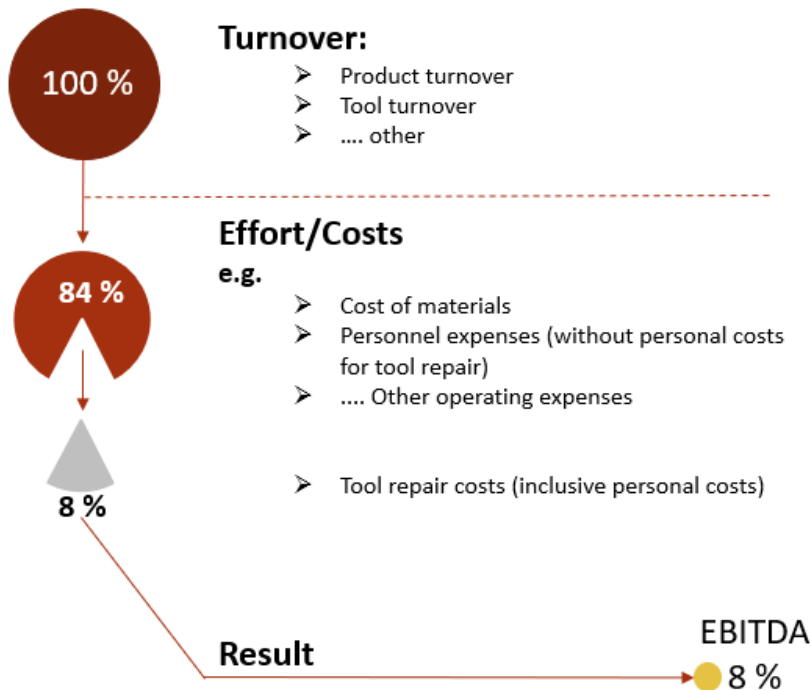 100 %
Turnover:
➢ Product turnover
➢ Tool turnover
➢ …. other
84 %
Effort/Costs
e.g.
➢ Cost of materials
➢ Personnel expenses (without personal costs
for tool repair)
➢ .... Other operating expenses
➢ Tool repair costs (inclusive personal costs)
8 %
Result
EBITDA
8 %